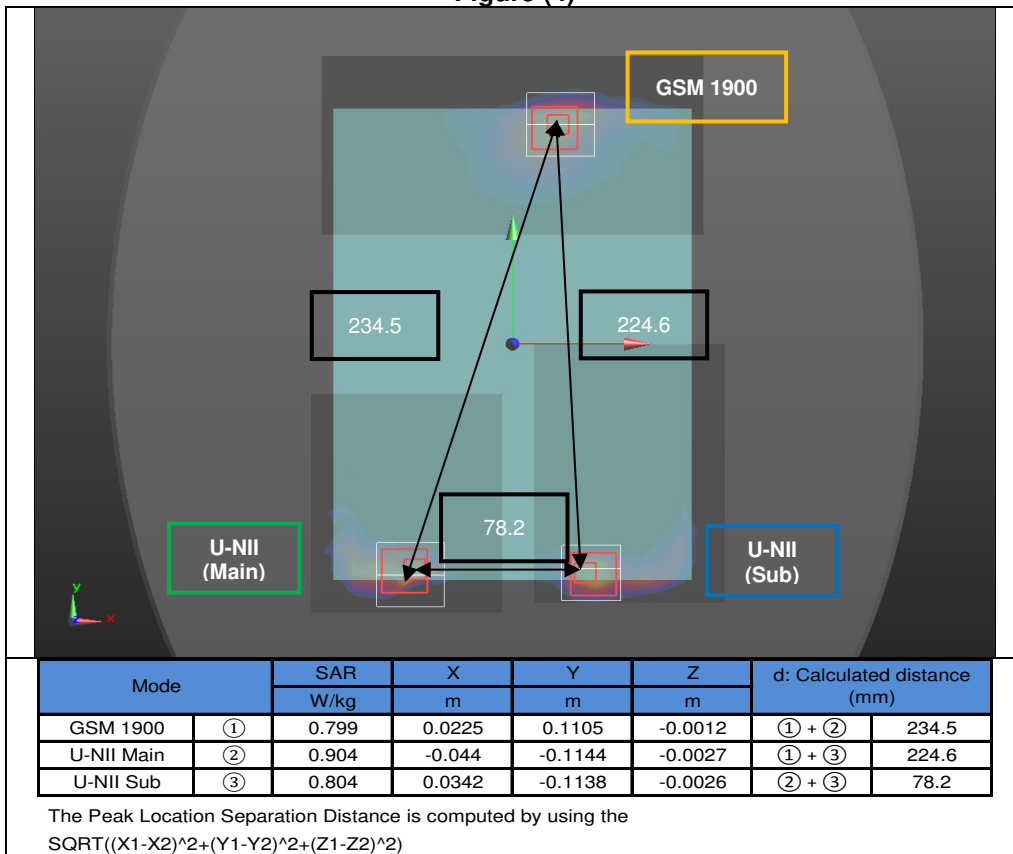 GSM 1900
234.5
224.6
78.2
U-NII
(Main)
U-NII
(Sub)
y
x
Mode SAR X Y Z d: Calculated distance
(mm)
W/kg m m m
GSM 1900 ① 0.799 0.0225 0.1105 -0.0012 ① + ② 234.5
U-NII Main ② 0.904 -0.044 -0.1144 -0.0027 ① + ③ 224.6
U-NII Sub ③ 0.804 0.0342 -0.1138 -0.0026 ② + ③ 78.2
The Peak Location Separation Distance is computed by using the
SQRT((X1-X2)^2+(Y1-Y2)^2+(Z1-Z2)^2)